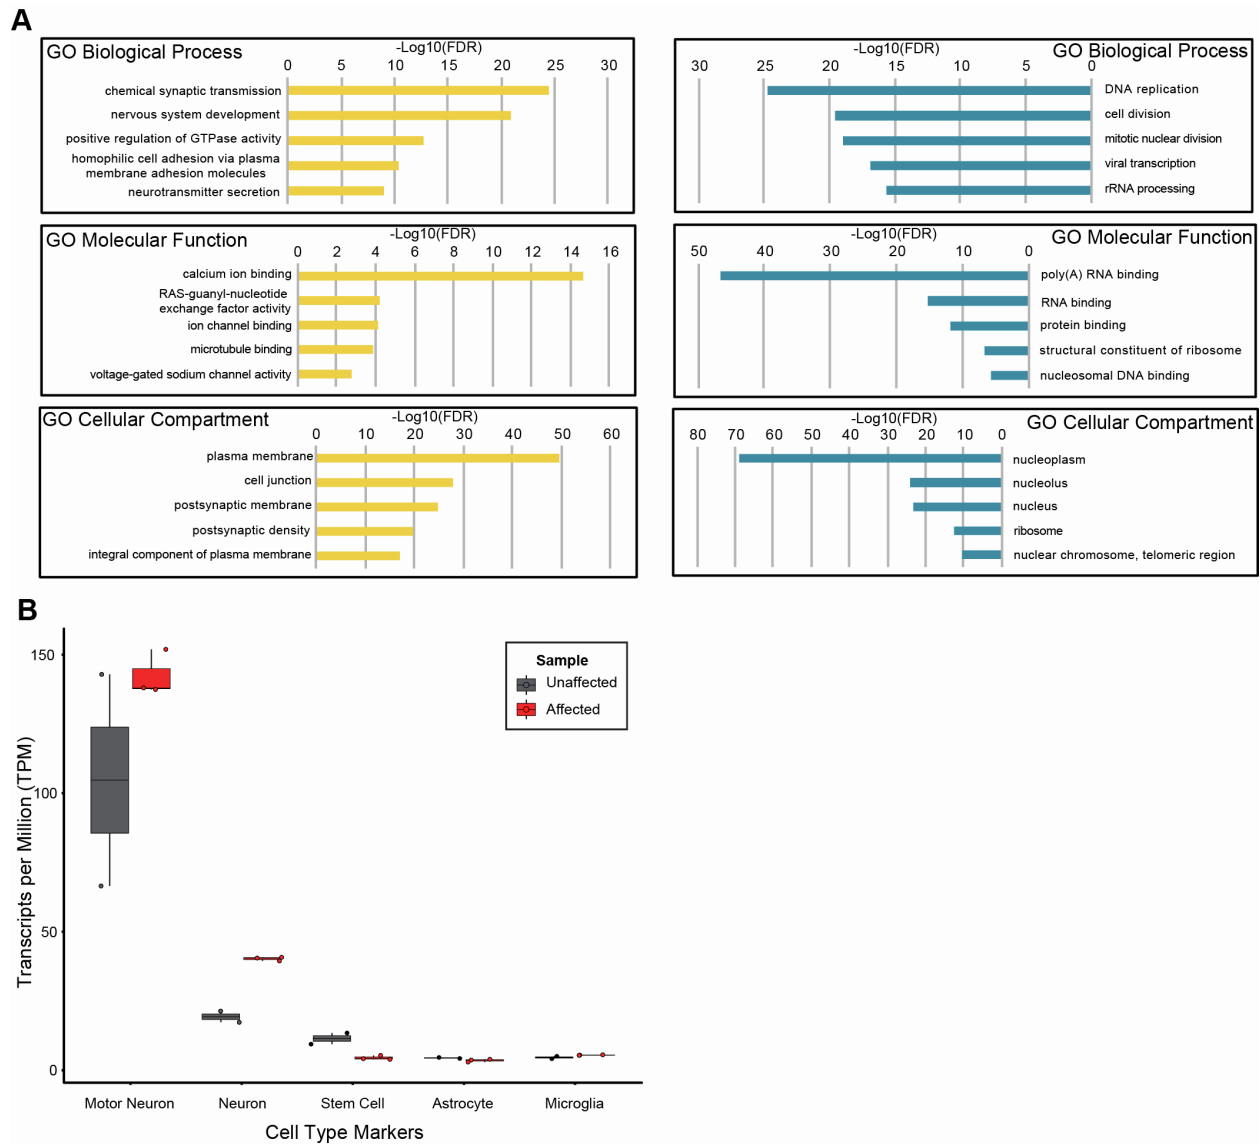 A
GO Biological Process
-Log10(FDR)
0 5 10 15 20 25 30
chemical synaptic transmission
nervous system development
positive regulation of GTPase activity
homophilic cell adhesion via plasma
membrane adhesion molecules
neurotransmitter secretion
-Log10(FDR)
GO Biological Process
30 25 20 15 10 5 0
DNA replication
cell division
mitotic nuclear division
viral transcription
rRNA processing
GO Molecular Function
-Log10(FDR)
0 2 4 6 8 10 12 14 16
calcium ion binding
RAS-guanyl-nucleotide
exchange factor activity
ion channel binding
microtubule binding
voltage-gated sodium channel activity
-Log10(FDR)
GO Molecular Function
50 40 30 20 10 0
poly(A) RNA binding
RNA binding
protein binding
structural constituent of ribosome
nucleosomal DNA binding
GO Cellular Compartment
-Log10(FDR)
0 10 20 30 40 50 60
plasma membrane
cell junction
postsynaptic membrane
postsynaptic density
integral component of plasma membrane
-Log10(FDR)
GO Cellular Compartment
80 70 60 50 40 30 20 10 0
nucleoplasm
nucleolus
nucleus
ribosome
nuclear chromosome, telomeric region
B
Transcripts per Million (TPM)
150
100
50
0
Sample
Unaffected
Affected
Motor Neuron Neuron Stem Cell Astrocyte Microglia
Cell Type Markers